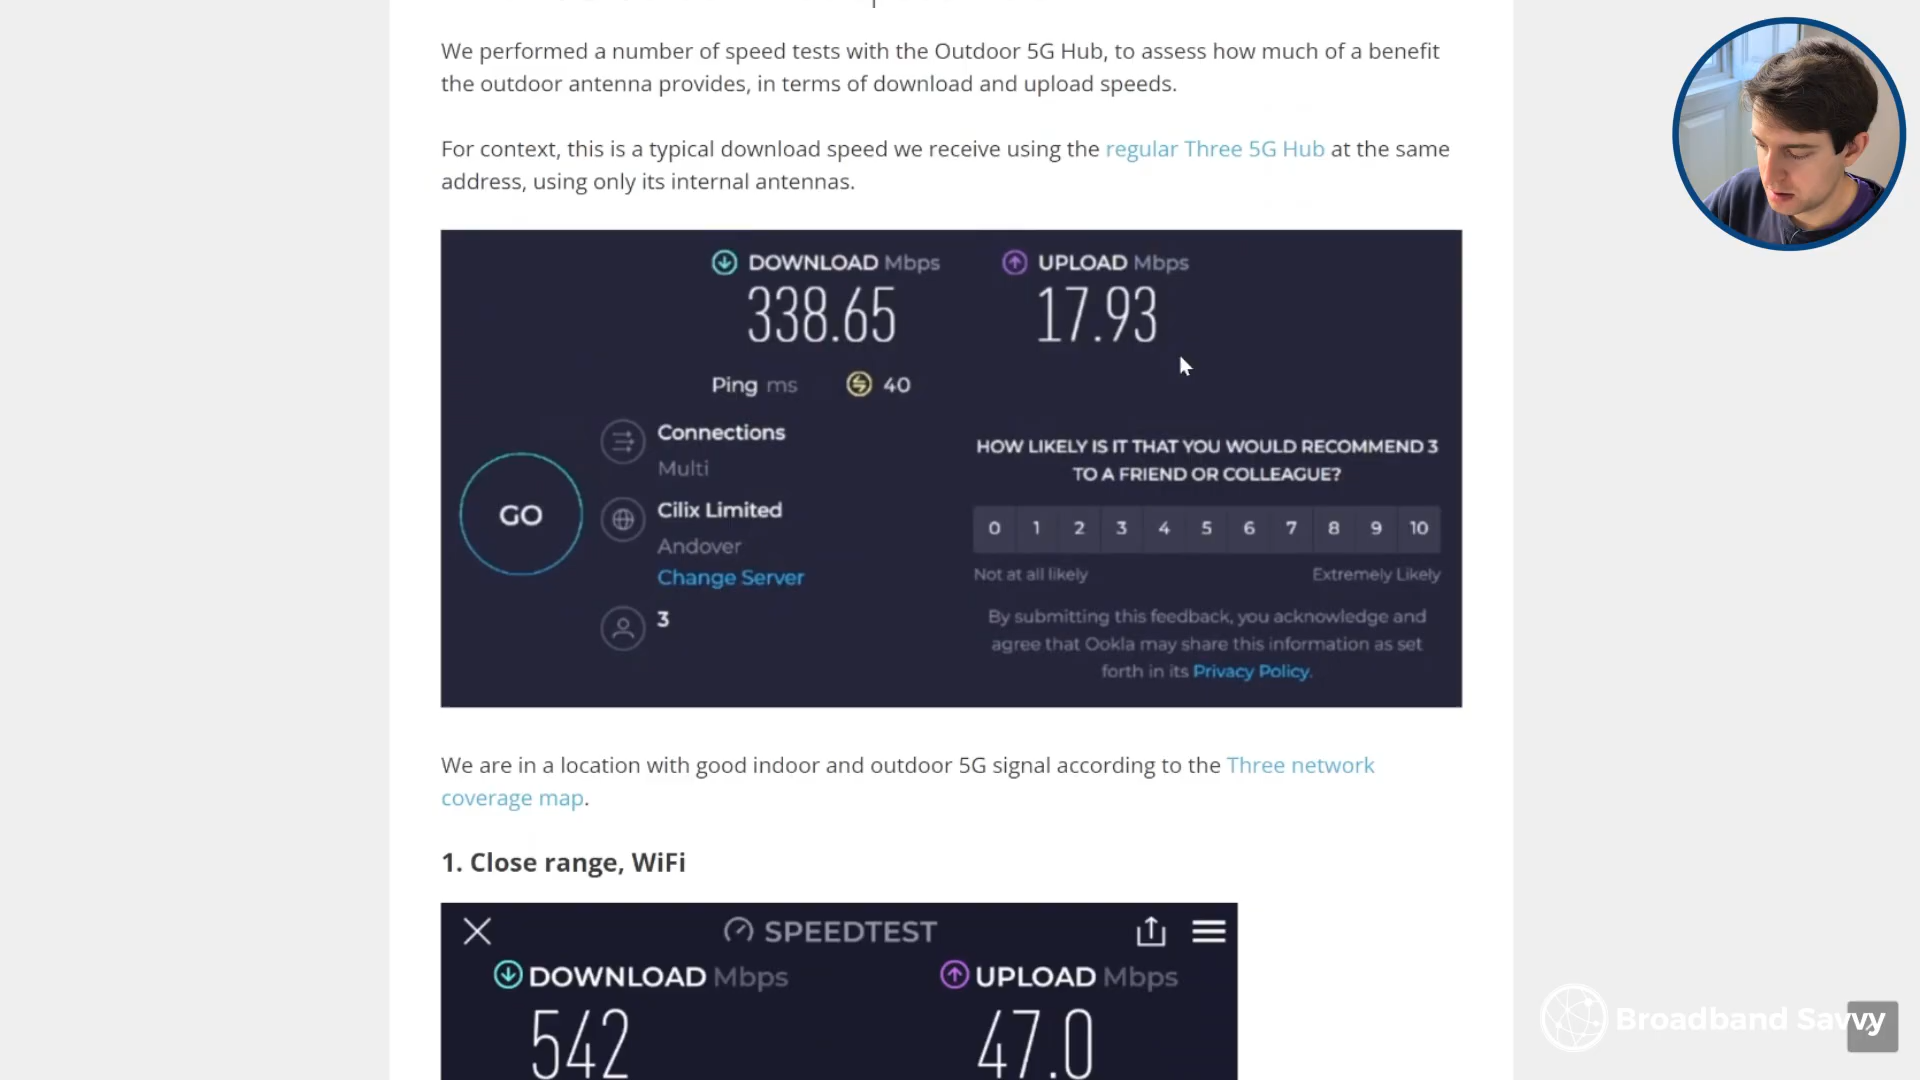 We performed a number of speed tests with the Outdoor 5G Hub, to assess how much of a benefit
the outdoor antenna provides, in terms of download and upload speeds.
For context, this is a typical download speed we receive using the regular Three 5G Hub at the same
address, using only its internal antennas.
DOWNLOAD Mbps
338.65
UPLOAD Mbps
17.93
Ping ms 40
Connections
Multi
GO
Cilix Limited
Andover
Change Server
3
HOW LIKELY IS IT THAT YOU WOULD RECOMMEND 3
TO A FRIEND OR COLLEAGUE?
0 1 2 3 4 5 6 7 8 9 10
Not at all likely Extremely Likely
By submitting this feedback, you acknowledge and
agree that Ookla may share this information as set
forth in its Privacy Policy.
We are in a location with good indoor and outdoor 5G signal according to the Three network
coverage map.
1. Close range, WiFi
SPEEDTEST
DOWNLOAD Mbps
542
UPLOAD Mbps
47.0
Broadband Savvy